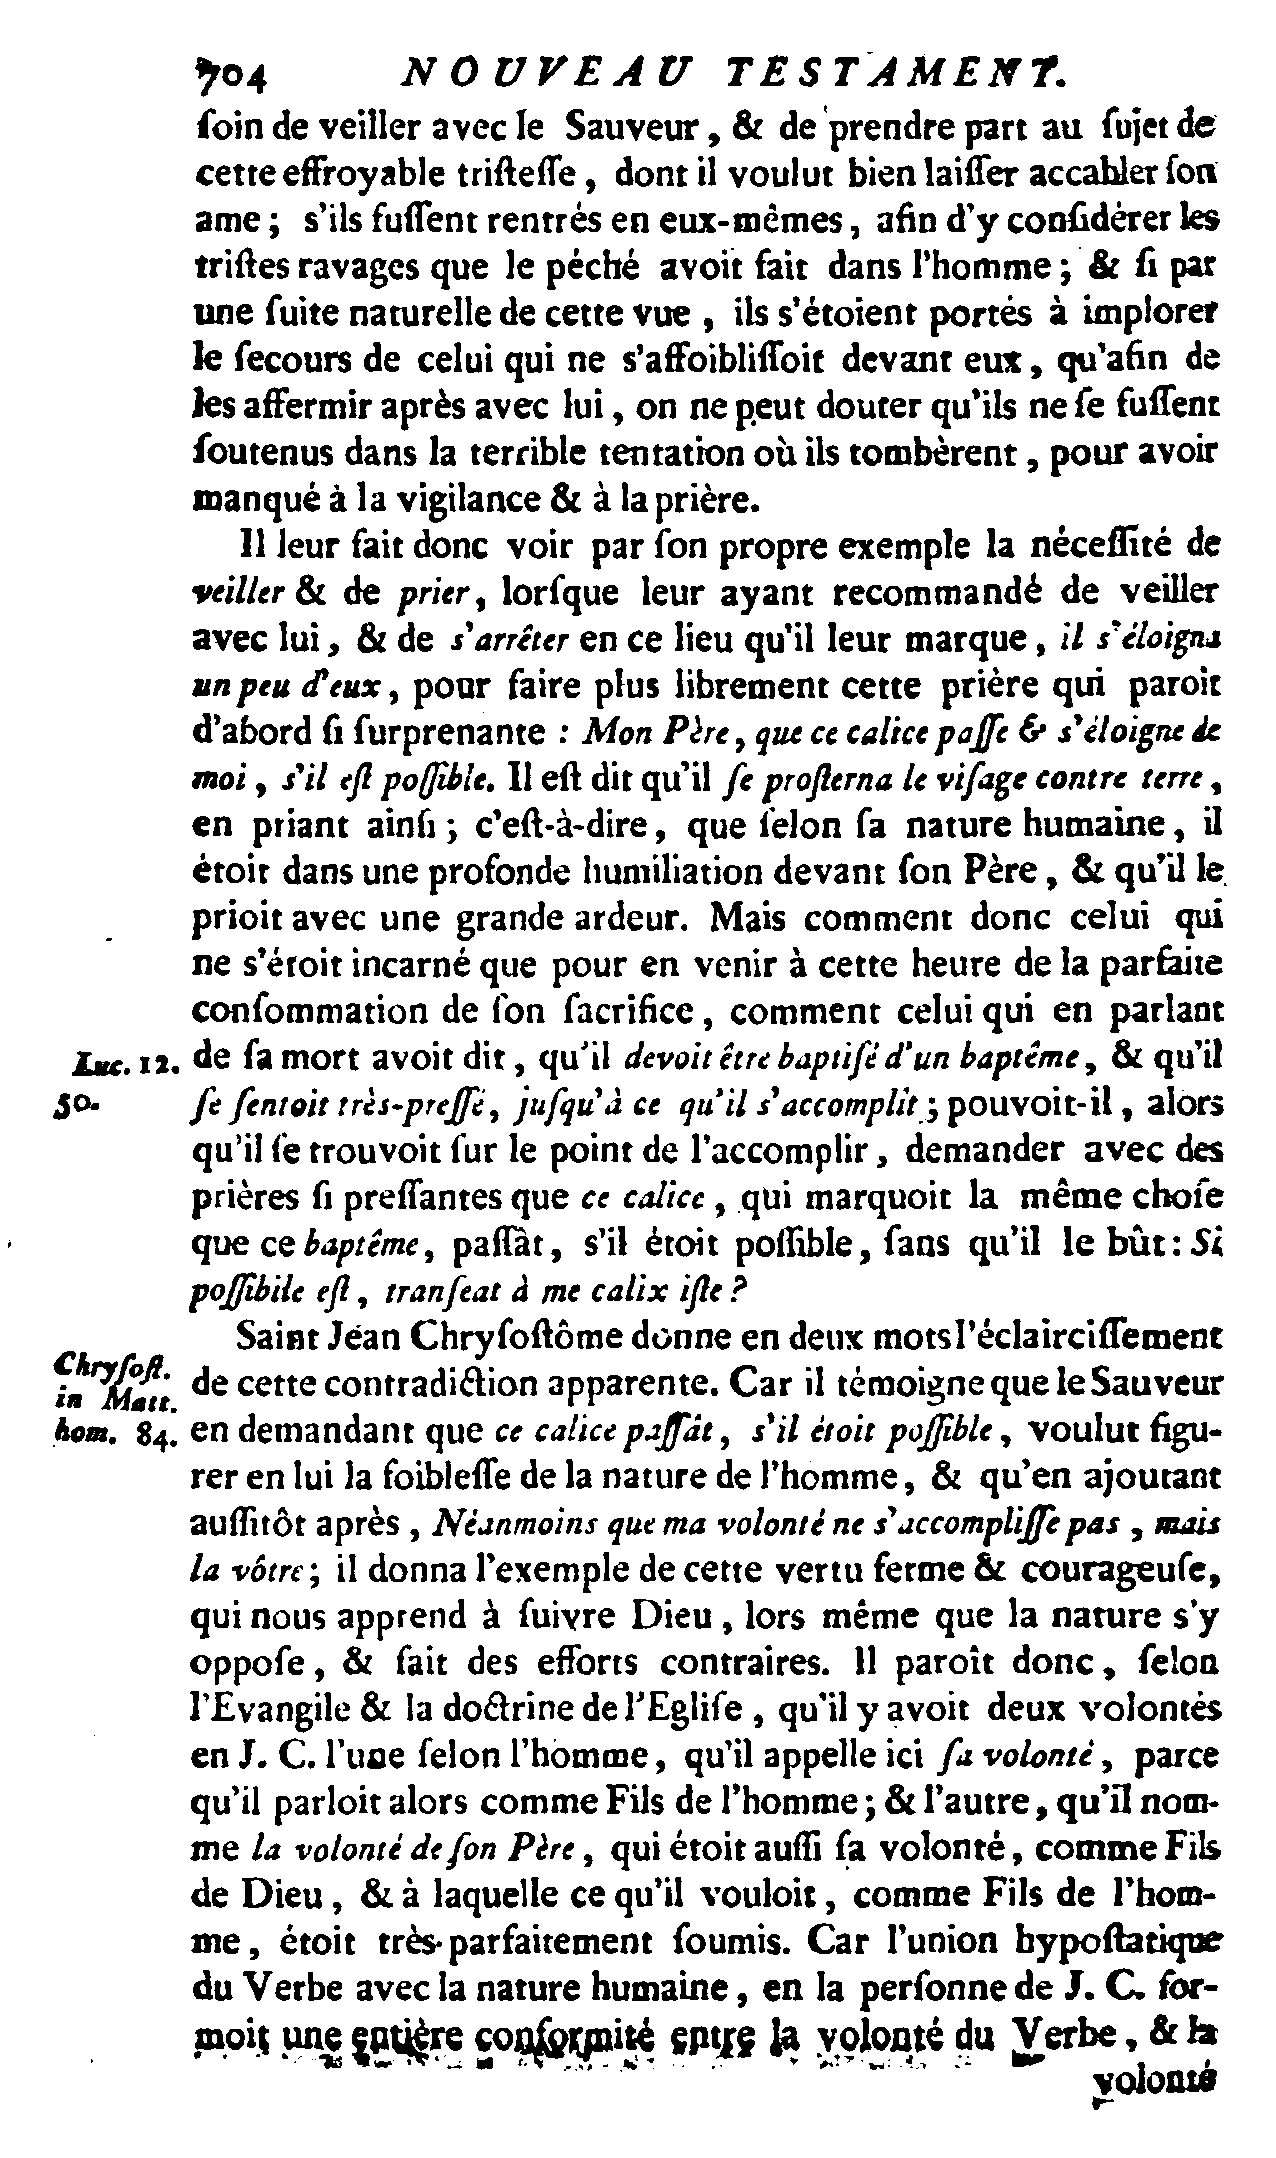 704 NOUVEAU TESTAMENT.
ſoin de veiller avec le Sauveur, & de prendre part au ſujet de
cette effroyable triſteſſe, dont il voulut bien laiſſer accabler ſon
ame; s'ils fuſſent rentrés en eux-mêmes, afin d'y conſidérer les
triſtes ravages que le péché avoit fait dans l'homme; & ſi par
une ſuite naturelle de cette vue, ils s'étoient portés à implorer
le ſecours de celui qui ne s'affoibliſſoit devant eux, qu'afin de
les affermir après avec lui, on ne peut douter qu'ils ne ſe fuſſent
ſoutenus dans la terrible tentation où ils tombèrent, pour avoir
manqué à la vigilance & à la prière.
Il leur fait donc voir par ſon propre exemple la néceſſité de
veiller & de prier, lorſque leur ayant recommandé de veiller
avec lui, & de s'arrêter en ce lieu qu'il leur marque, il s'éloigna
un peu d'eux, pour faire plus librement cette prière qui paroît
d'abord ſi ſurprenante : Mon Père, que ce calice paſſe & s'éloigne de
moi, s'il eſt poſſible. Il eſt dit qu'il ſe proſterna le viſage contre terre,
en priant ainſi; c'eſt-à-dire, que ſelon ſa nature humaine, il
étoit dans une profonde humiliation devant ſon Père, & qu'il le
prioit avec une grande ardeur. Mais comment donc celui qui
ne s'étoit incarné que pour en venir à cette heure de la parfaite
conſommation de ſon ſacrifice, comment celui qui en parlant
Luc. 12. de ſa mort avoit dit, qu'il devoit être baptiſé d'un baptême, & qu'il
50. ſe ſentoit très-preſſé, juſqu'à ce qu'il s'accomplît; pouvoit-il, alors
qu'il ſe trouvoit ſur le point de l'accomplir, demander avec des
prières ſi preſſantes que ce calice, qui marquoit la même choſe
que ce baptême, paſſât, s'il étoit poſſible, ſans qu'il le bût: Si
poſſibile eſt, tranſeat à me calix iſte?
Saint Jéan Chryſoſtôme donne en deux mots l'éclairciſſement
Chryſoſt.
in Matt. de cette contradiction apparente. Car il témoigne que le Sauveur
hom. 84. en demandant que ce calice paſſât, s'il étoit poſſible, voulut figu-
rer en lui la foibleſſe de la nature de l'homme, & qu'en ajoutant
auſſitôt après, Néanmoins que ma volonté ne s'accompliſſe pas, mais
la vôtre; il donna l'exemple de cette vertu ferme & courageuſe,
qui nous apprend à ſuivre Dieu, lors même que la nature s'y
oppoſe, & fait des efforts contraires. Il paroît donc, ſelon
l'Evangile & la doctrine de l'Egliſe, qu'il y avoit deux volontés
en J. C. l'une ſelon l'homme, qu'il appelle ici ſa volonté, parce
qu'il parloit alors comme Fils de l'homme; & l'autre, qu'il nom-
me la volonté de ſon Père, qui étoit auſſi ſa volonté, comme Fils
de Dieu, & à laquelle ce qu'il vouloit, comme Fils de l'hom-
me, étoit très-parfaitement ſoumis. Car l'union hypoſtatique
du Verbe avec la nature humaine, en la perſonne de J. C. for-
moit une entière conformité entre la volonté du Verbe, & la
volonté